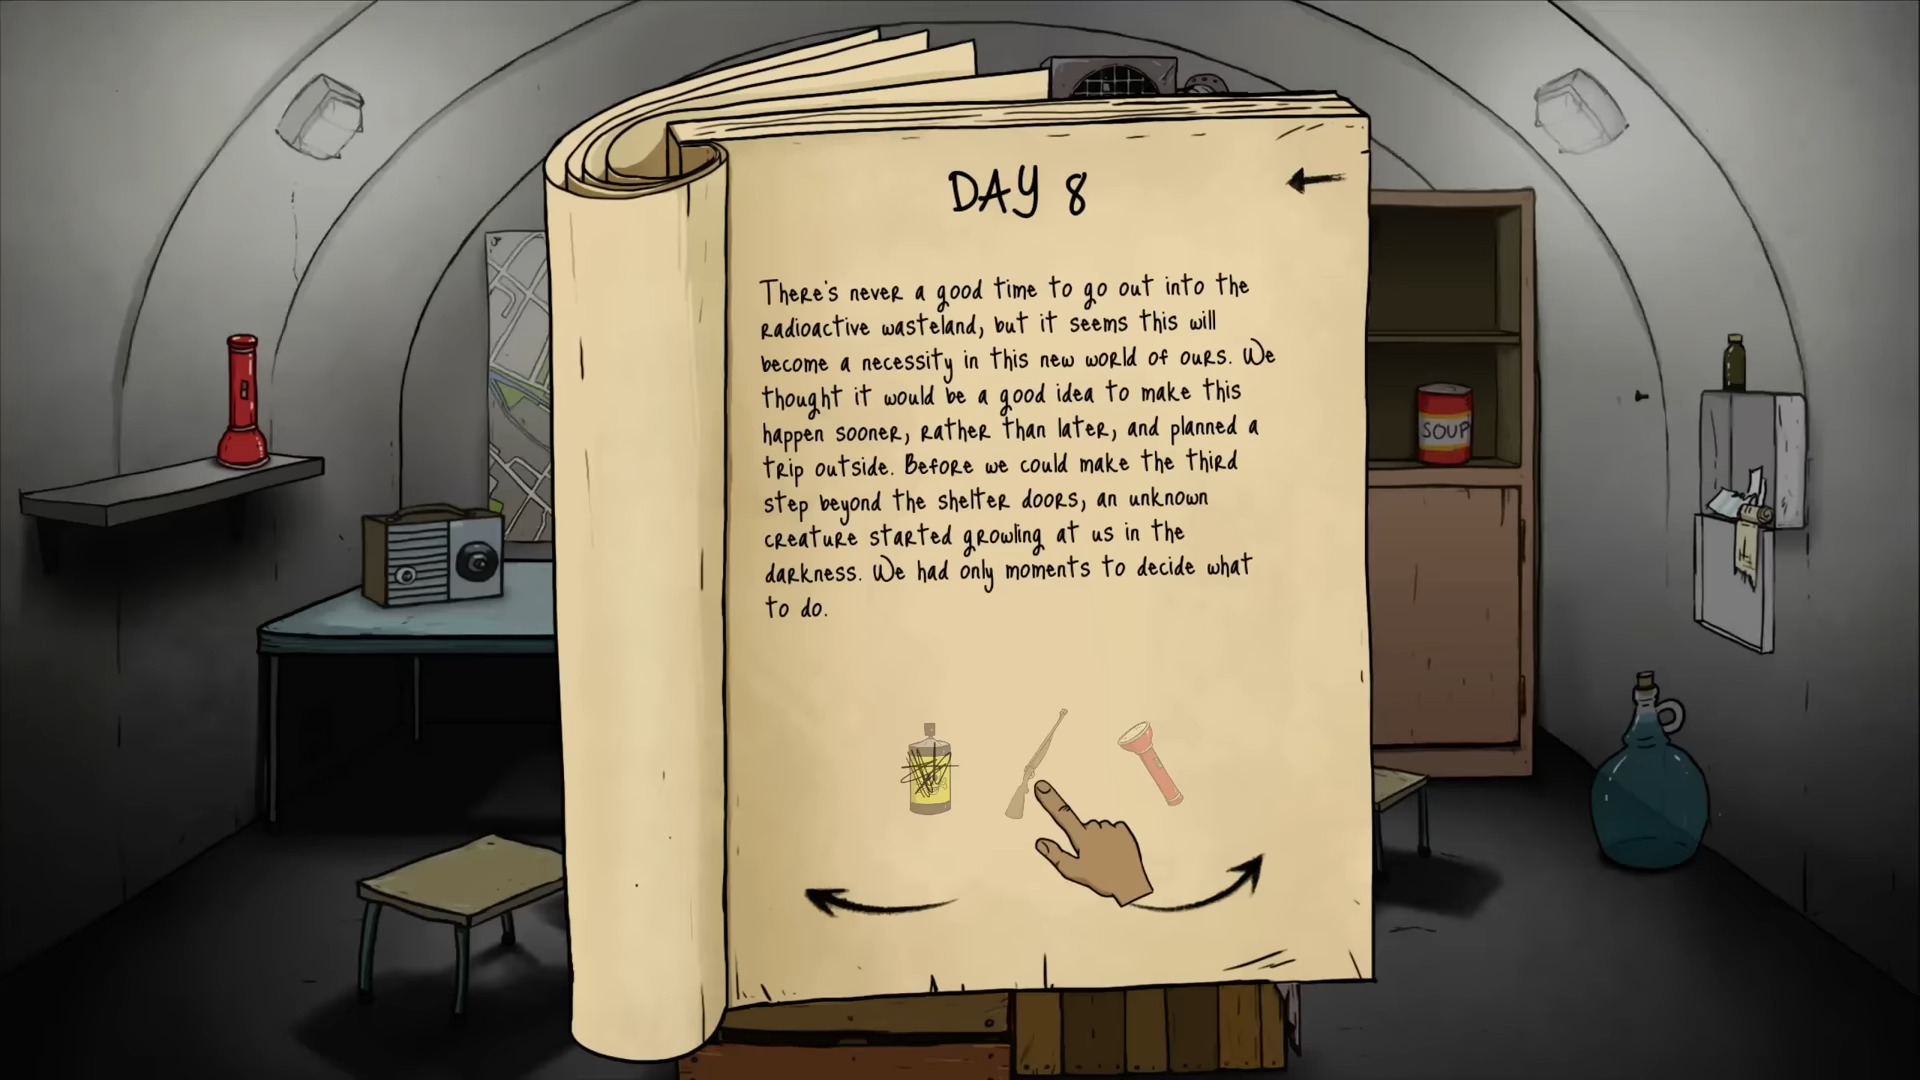 DAY 8
There's never a good time to go out into the
radioactive wasteland, but it seems this will
become a necessity in this new world of ours. We
thought it would be a good idea to make this
happen sooner, rather than later, and planned a
trip outside. Before we could make the third
step beyond the shelter doors, an unknown
creature started growling at us in the
darkness. We had only moments to decide what
to do.
SOUP